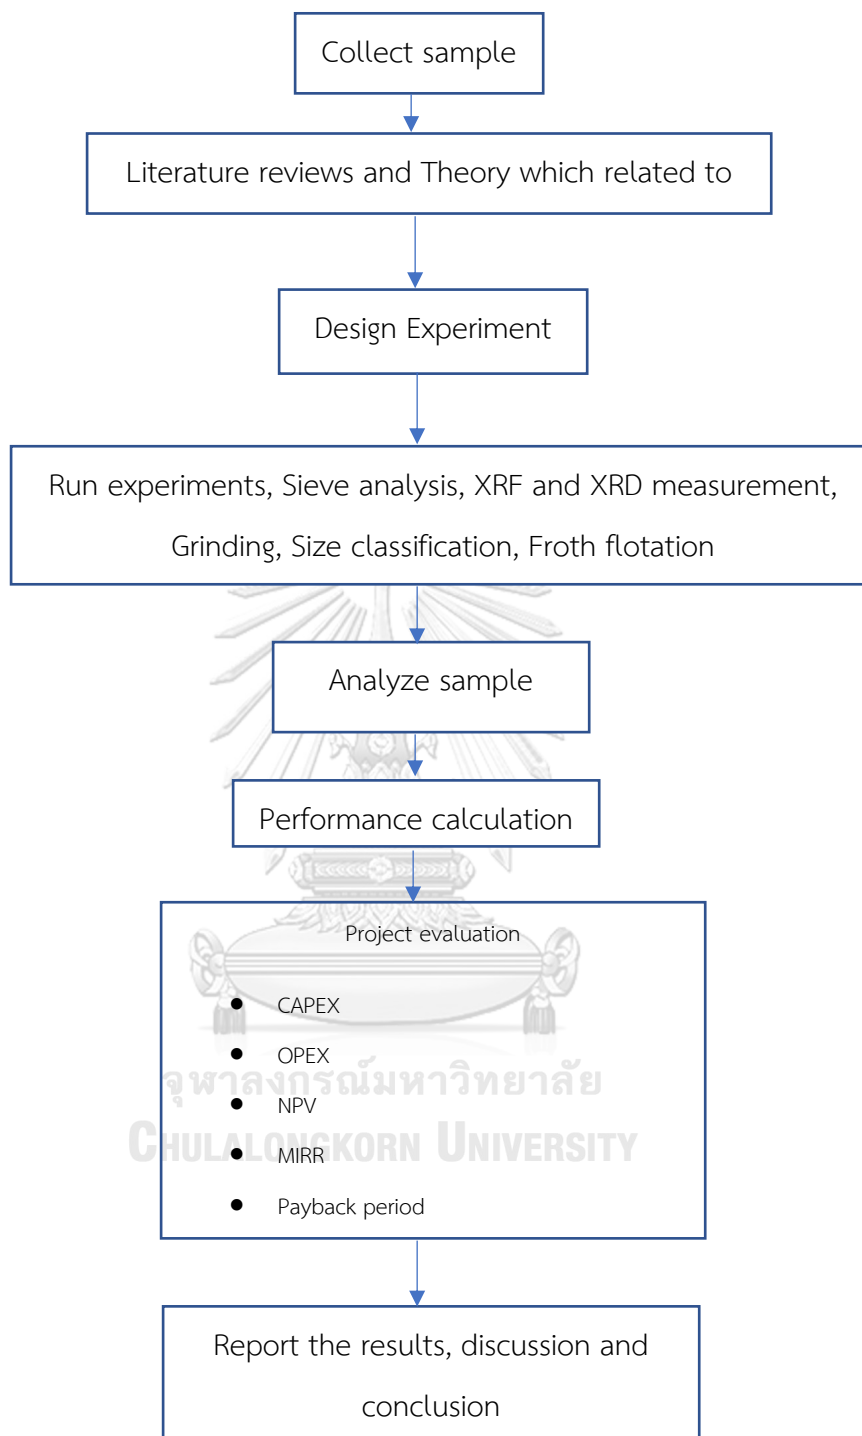 Collect sample
Literature reviews and Theory which related to
Design Experiment
Run experiments, Sieve analysis, XRF and XRD measurement,
Grinding, Size classification, Froth flotation
Analyze sample
Performance calculation
Project evaluation
● CAPEX
● OPEX
จุฬาลงกรณ์มหาวิทยาลัย
● NPV
CHULALONGKORN UNIVERSITY
● MIRR
● Payback period
Report the results, discussion and
conclusion